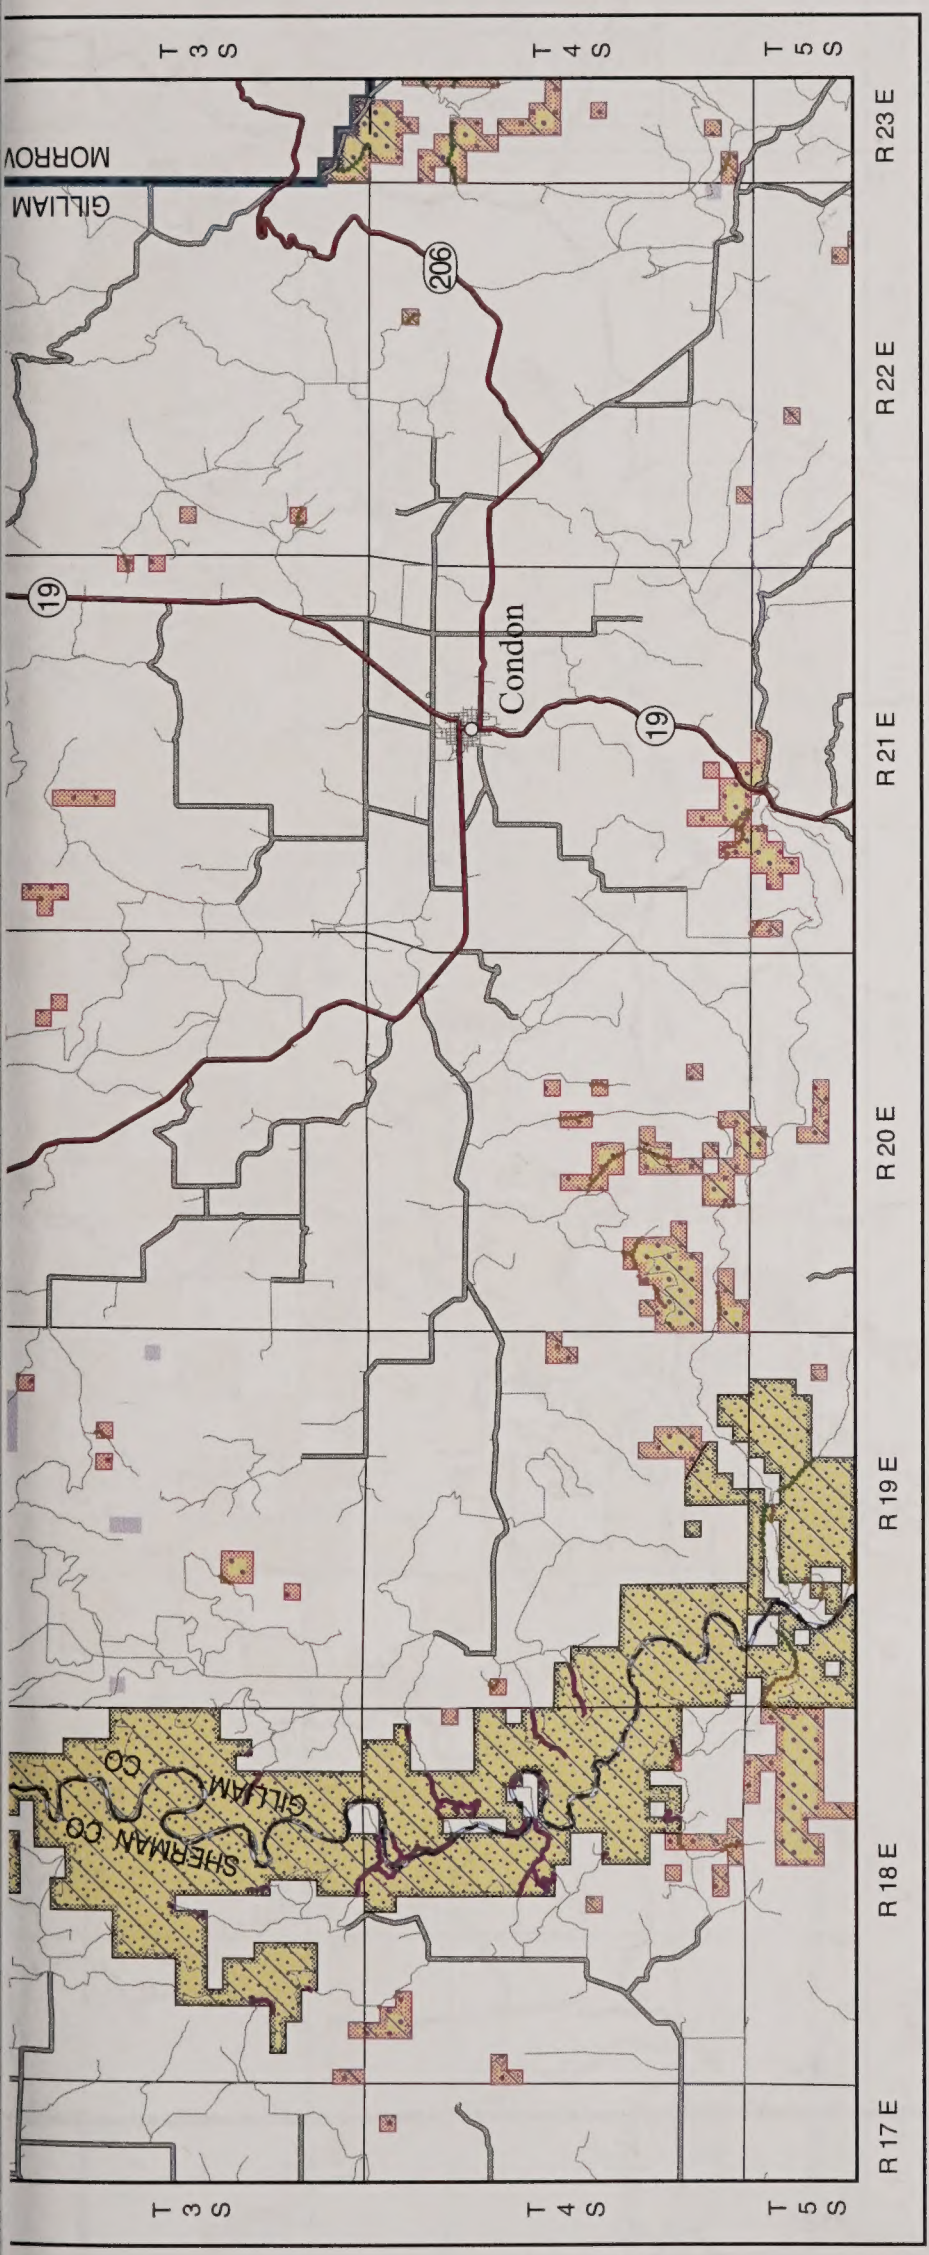 T 3 S
T 4 S
T 5 S
MORROW
GILLIAM
206
19
Condon
19
SHERMAN CO
GILLIAM CO
R 23 E
R 22 E
R 21 E
R 20 E
R 19 E
R 18 E
R 17 E
T 3 S
T 4 S
T 5 S